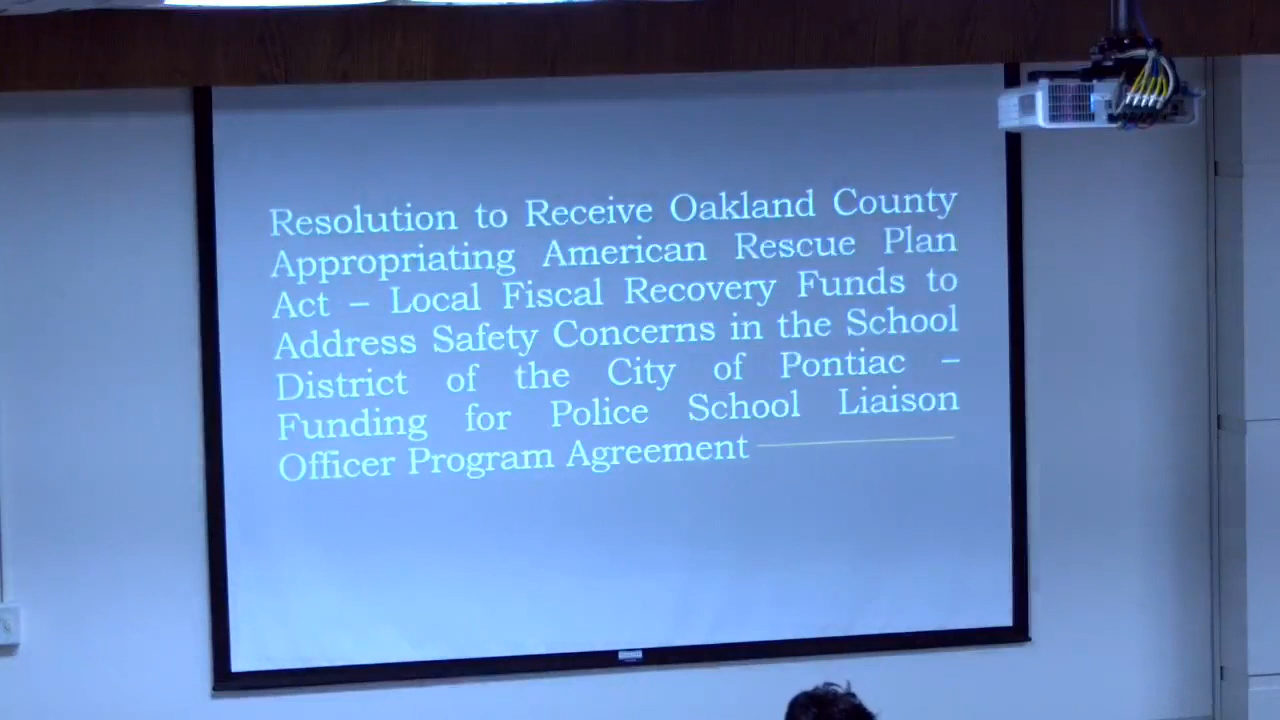 Resolution to Receive Oakland County
Appropriating American Rescue Plan
Act – Local Fiscal Recovery Funds to
Address Safety Concerns in the School
District of the City of Pontiac –
Funding for Police School Liaison
Officer Program Agreement